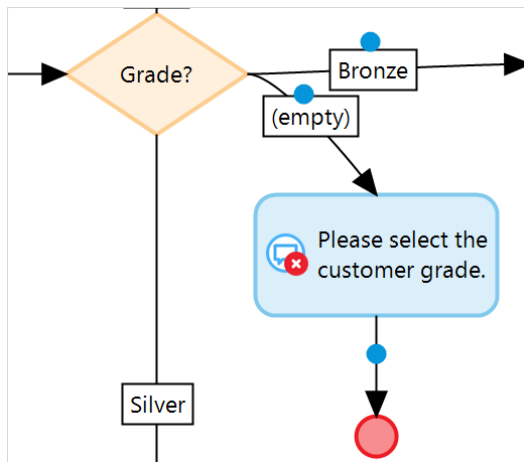 Grade?
Bronze
(empty)
Please select the
customer grade.
Silver